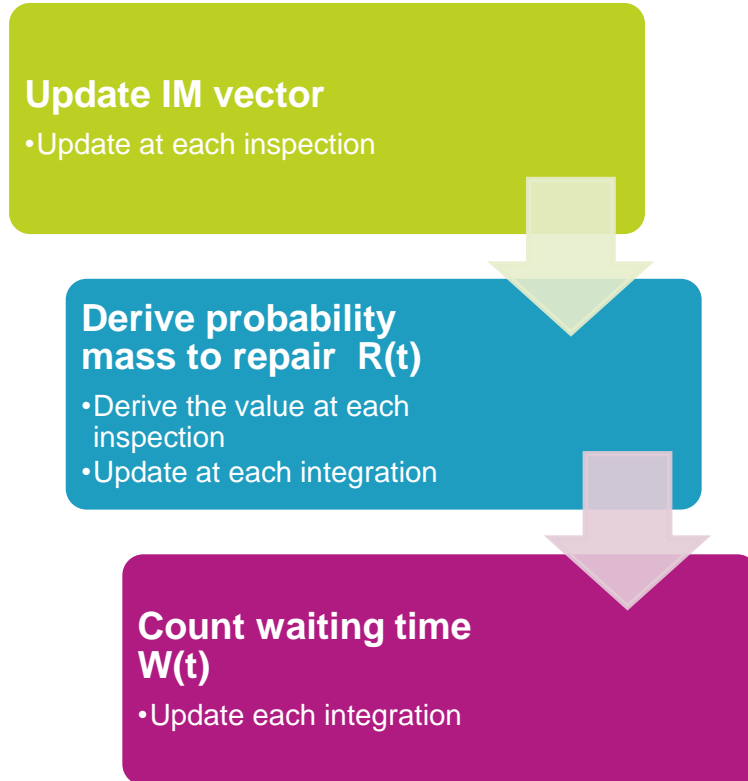 Update IM vector
•Update at each inspection
Derive probability
mass to repair R(t)
•Derive the value at each
inspection
•Update at each integration
Count waiting time
W(t)
•Update each integration